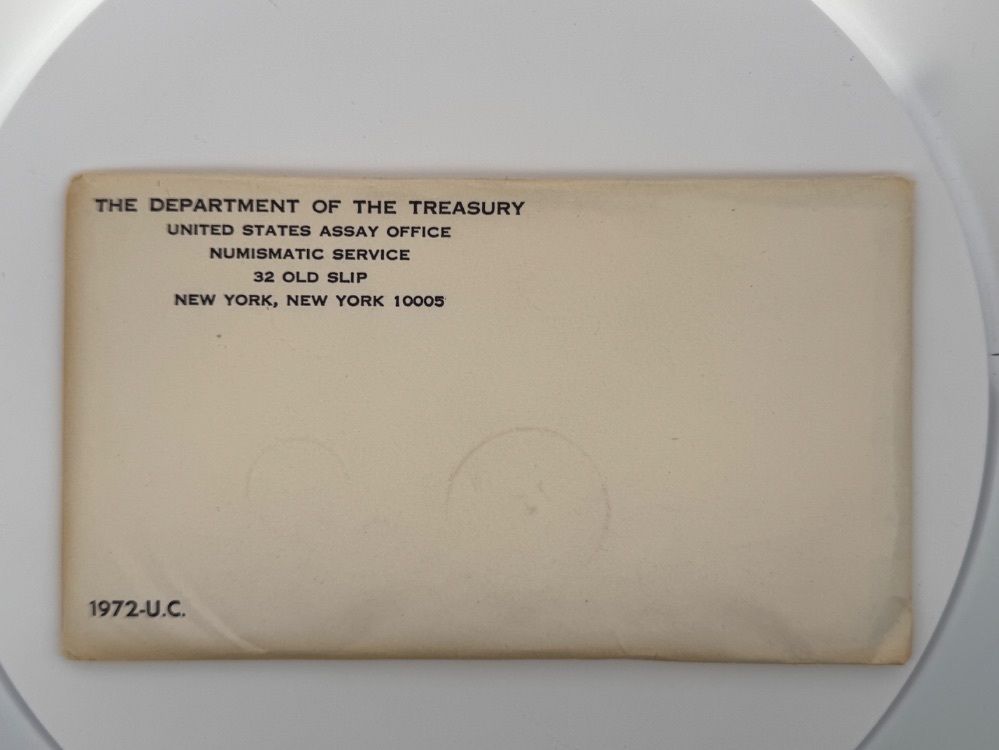 THE DEPARTMENT OF THE TREASURY
UNITED STATES ASSAY OFFICE
NUMISMATIC SERVICE
32 OLD SLIP
NEW YORK, NEW YORK 10005
1972-U.C.